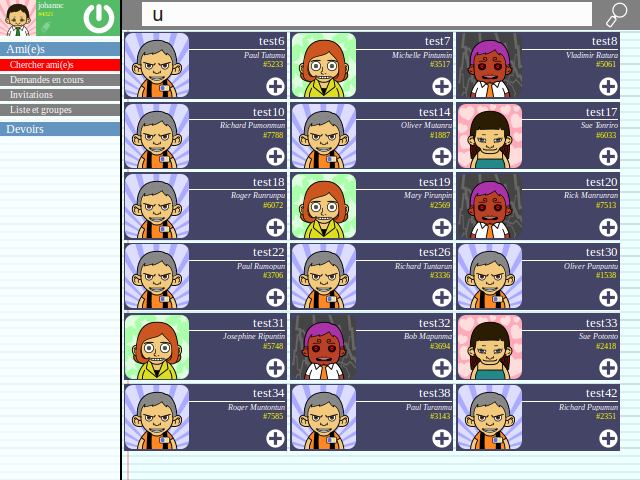 johannc
#4321
u
Ami(e)s
Chercher ami(e)s
Demandes en cours
Invitations
Liste et groupes
Devoirs
test6
Paul Tutumu
#5233
test7
Michelle Pintumin
#3517
test8
Vladimir Raturu
#5061
test10
Richard Pumonmun
#7788
test14
Oliver Mutanru
#1887
test17
Sue Tonriro
#6033
test18
Roger Runrunpu
#6072
test19
Mary Pirunpin
#2569
test20
Rick Manrunran
#7513
test22
Paul Rumopun
#3706
test26
Richard Tuntarun
#3336
test30
Oliver Punpuntu
#1538
test31
Josephine Ripuntin
#5748
test32
Bob Mapunma
#3694
test33
Sue Potonto
#2418
test34
Roger Muntontun
#7585
test38
Paul Turanmu
#3143
test42
Richard Pupumun
#2351